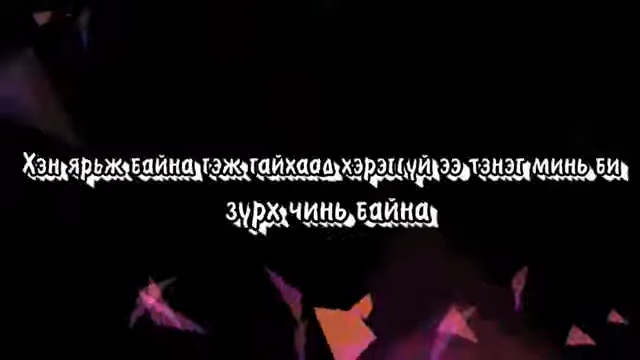 Хэн ярьж байна гэж гайхаад хэрэггүй ээ тэнэг минь би
зүрх чинь байна